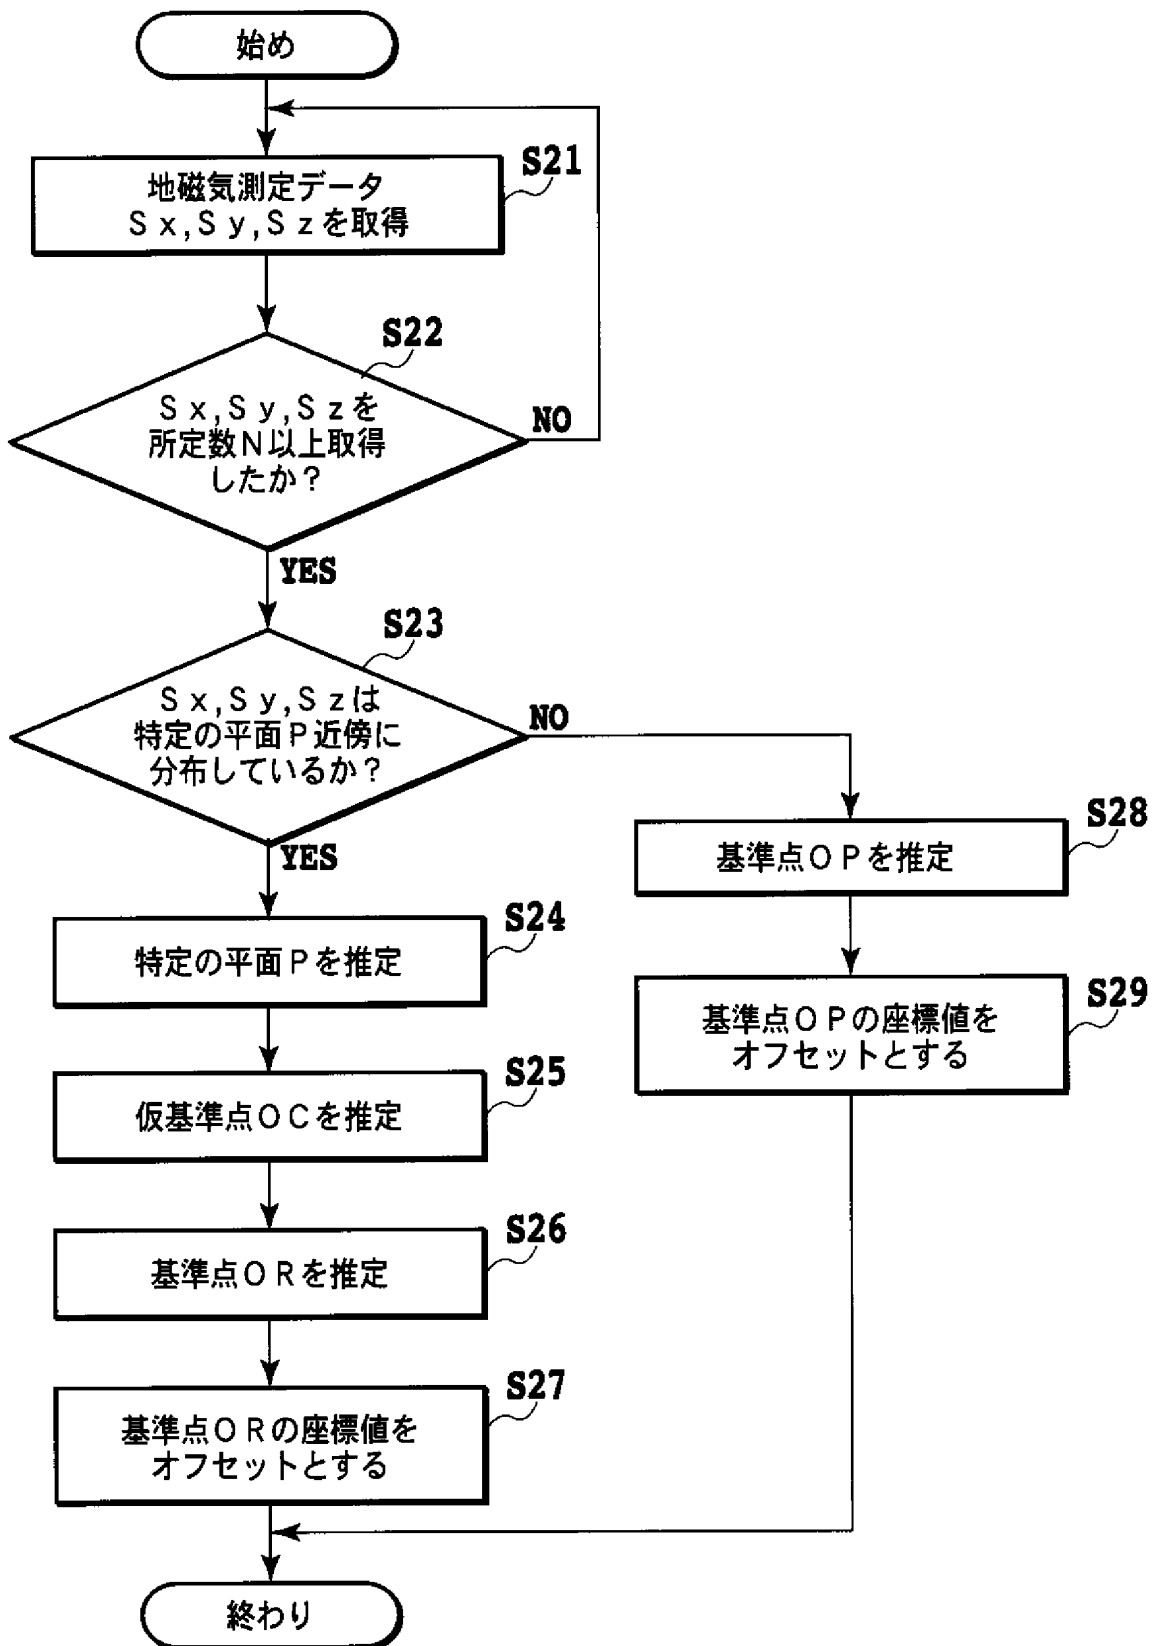 始め
S21
地磁気測定データ
Sx,Sy,Szを取得
S22
Sx,Sy,Szを
所定数N以上取得
したか?
NO
YES
S23
Sx,Sy,Szは
特定の平面P近傍に
分布しているか?
NO
YES
S24
特定の平面Pを推定
S25
仮基準点OCを推定
S26
基準点ORを推定
S27
基準点ORの座標値を
オフセットとする
S28
基準点OPを推定
S29
基準点OPの座標値を
オフセットとする
終わり